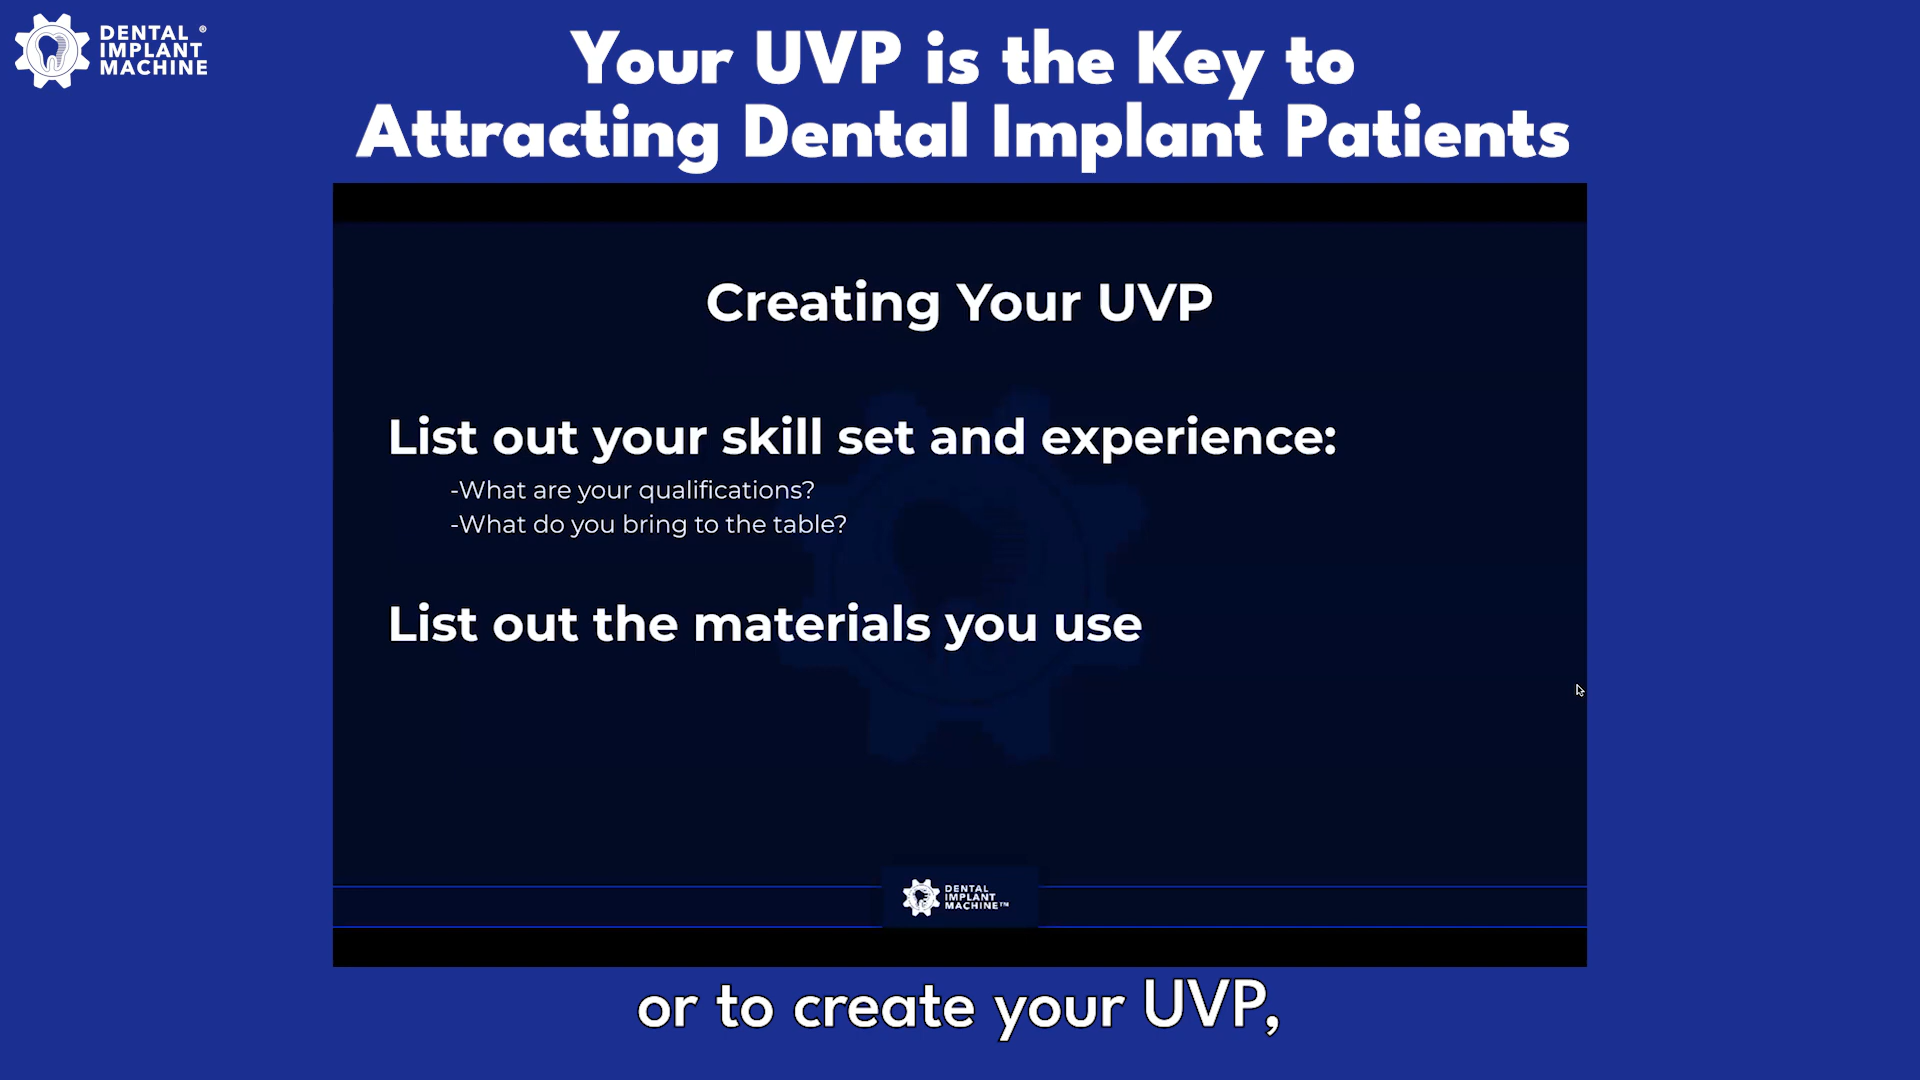 DENTAL ®
IMPLANT
MACHINE
Your UVP is the Key to
Attracting Dental Implant Patients
Creating Your UVP
List out your skill set and experience:
-What are your qualifications?
-What do you bring to the table?
List out the materials you use
DENTAL
IMPLANT
MACHINE™
or to create your UVP,